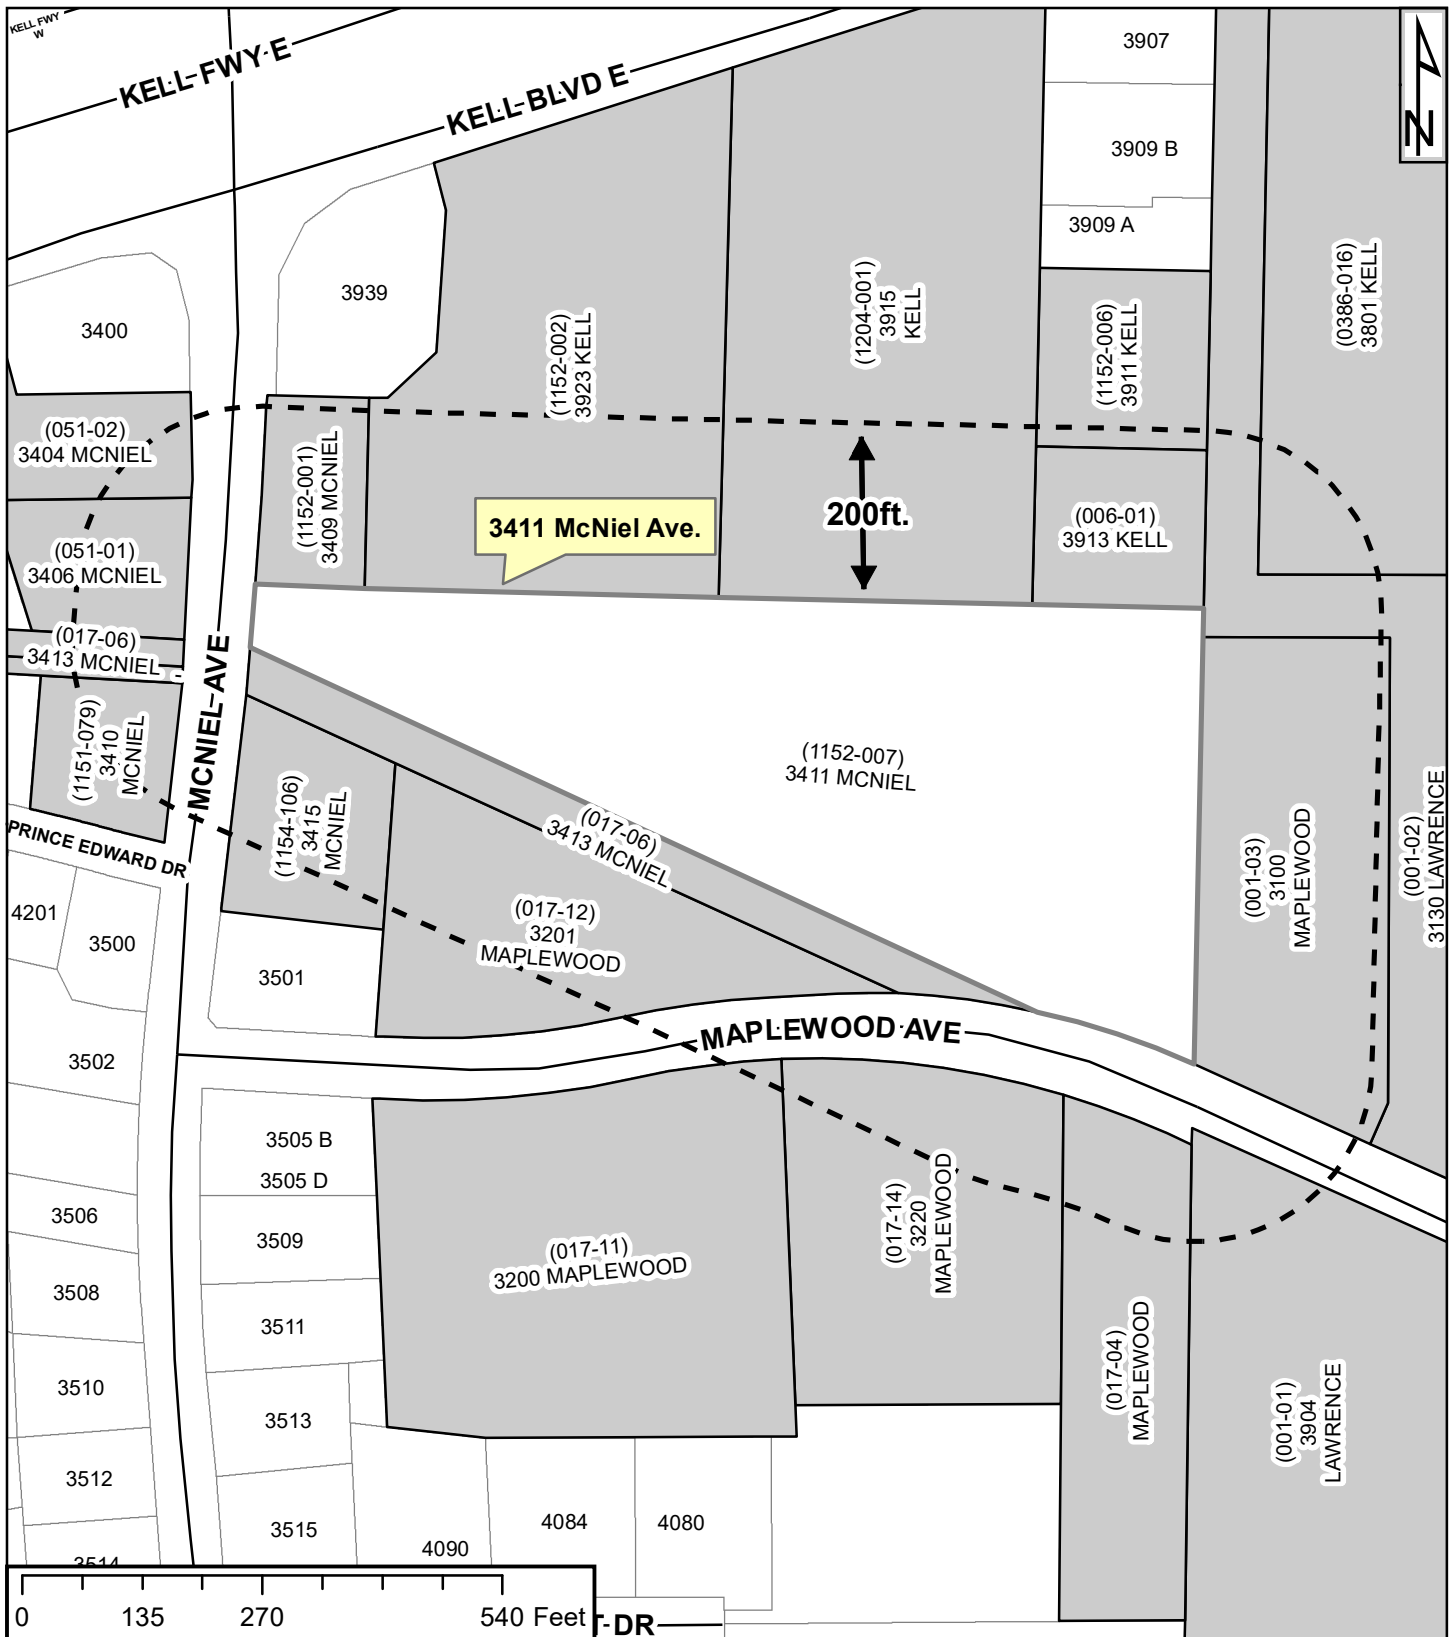 KELL FWY
W
KELL FWY E
KELL BLVD E
3907
3909 B
3909 A
N
3939
3400
(1152-002)
3923 KELL
(1204-001)
3915
KELL
(1152-006)
3911 KELL
(0386-016)
3801 KELL
(051-02)
3404 MCNIEL
(1152-001)
3409 MCNIEL
3411 McNiel Ave.
200ft.
(006-01)
3913 KELL
(051-01)
3406 MCNIEL
(017-06)
3413 MCNIEL
MCNIEL AVE
(1151-079)
3410
MCNIEL
(1152-007)
3411 MCNIEL
(1154-106)
3415
MCNIEL
(017-06)
3413 MCNIEL
(001-03)
3100
MAPLEWOOD
(001-02)
3130 LAWRENCE
PRINCE EDWARD DR
4201
3500
(017-12)
3201
MAPLEWOOD
3501
MAPLEWOOD AVE
3502
3505 B
3505 D
3506
3509
(017-11)
3200 MAPLEWOOD
(017-14)
3220
MAPLEWOOD
3508
3511
(017-04)
MAPLEWOOD
(001-01)
3904
LAWRENCE
3510
3513
3512
3515
4090
4084
4080
3514
0 135 270 540 Feet
T DR